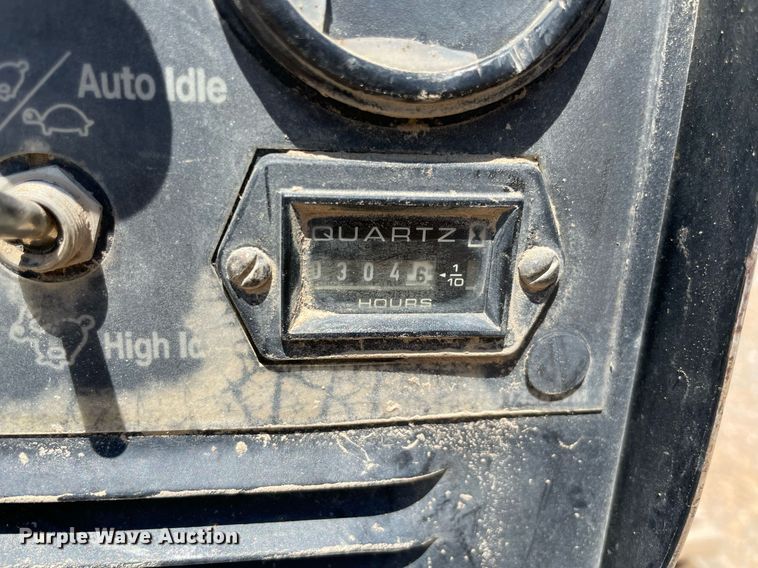 Auto Idle
QUARTZ
03046 1/10
HOURS
High Id
Purple Wave Auction